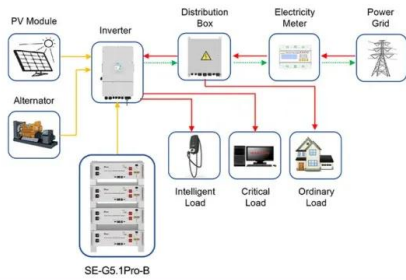 PV Module
Inverter
Distribution
Box
Electricity
Meter
Power
Grid
Alternator
Intelligent
Load
Critical
Load
Ordinary
Load
SE-G5.1Pro-B